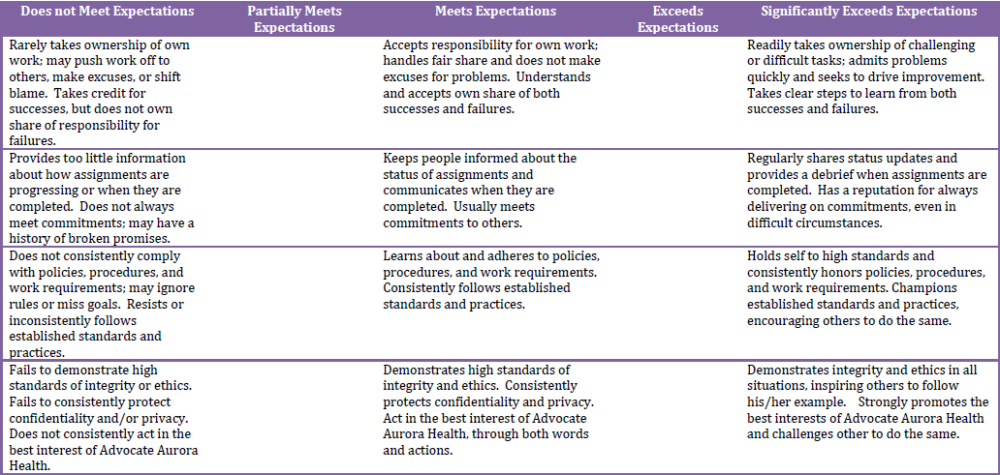 Does not Meet Expectations
Partially Meets
Expectations
Meets Expectations
Exceeds
Expectations
Significantly Exceeds Expectations
Rarely takes ownership of own
work; may push work off to
others, make excuses, or shift
blame.  Takes credit for
successes, but does not own
share of responsibility for
failures.
Accepts responsibility for own work;
handles fair share and does not make
excuses for problems.  Understands
and accepts own share of both
successes and failures.
Readily takes ownership of challenging
or difficult tasks; admits problems
quickly and seeks to drive improvement.
Takes clear steps to learn from both
successes and failures.
Provides too little information
about how assignments are
progressing or when they are
completed.  Does not always
meet commitments; may have a
history of broken promises.
Keeps people informed about the
status of assignments and
communicates when they are
completed.  Usually meets
commitments to others.
Regularly shares status updates and
provides a debrief when assignments are
completed.  Has a reputation for always
delivering on commitments, even in
difficult circumstances.
Does not consistently comply
with policies, procedures, and
work requirements; may ignore
rules or miss goals.  Resists or
inconsistently follows
established standards and
practices.
Learns about and adheres to policies,
procedures, and work requirements.
Consistently follows established
standards and practices.
Holds self to high standards and
consistently honors policies, procedures,
and work requirements. Champions
established standards and practices,
encouraging others to do the same.
Fails to demonstrate high
standards of integrity or ethics.
Fails to consistently protect
confidentiality and/or privacy.
Does not consistently act in the
best interest of Advocate Aurora
Health.
Demonstrates high standards of
integrity and ethics.  Consistently
protects confidentiality and privacy.
Act in the best interest of Advocate
Aurora Health, through both words
and actions.
Demonstrates integrity and ethics in all
situations, inspiring others to follow
his/her example.    Strongly promotes the
best interests of Advocate Aurora Health
and challenges other to do the same.